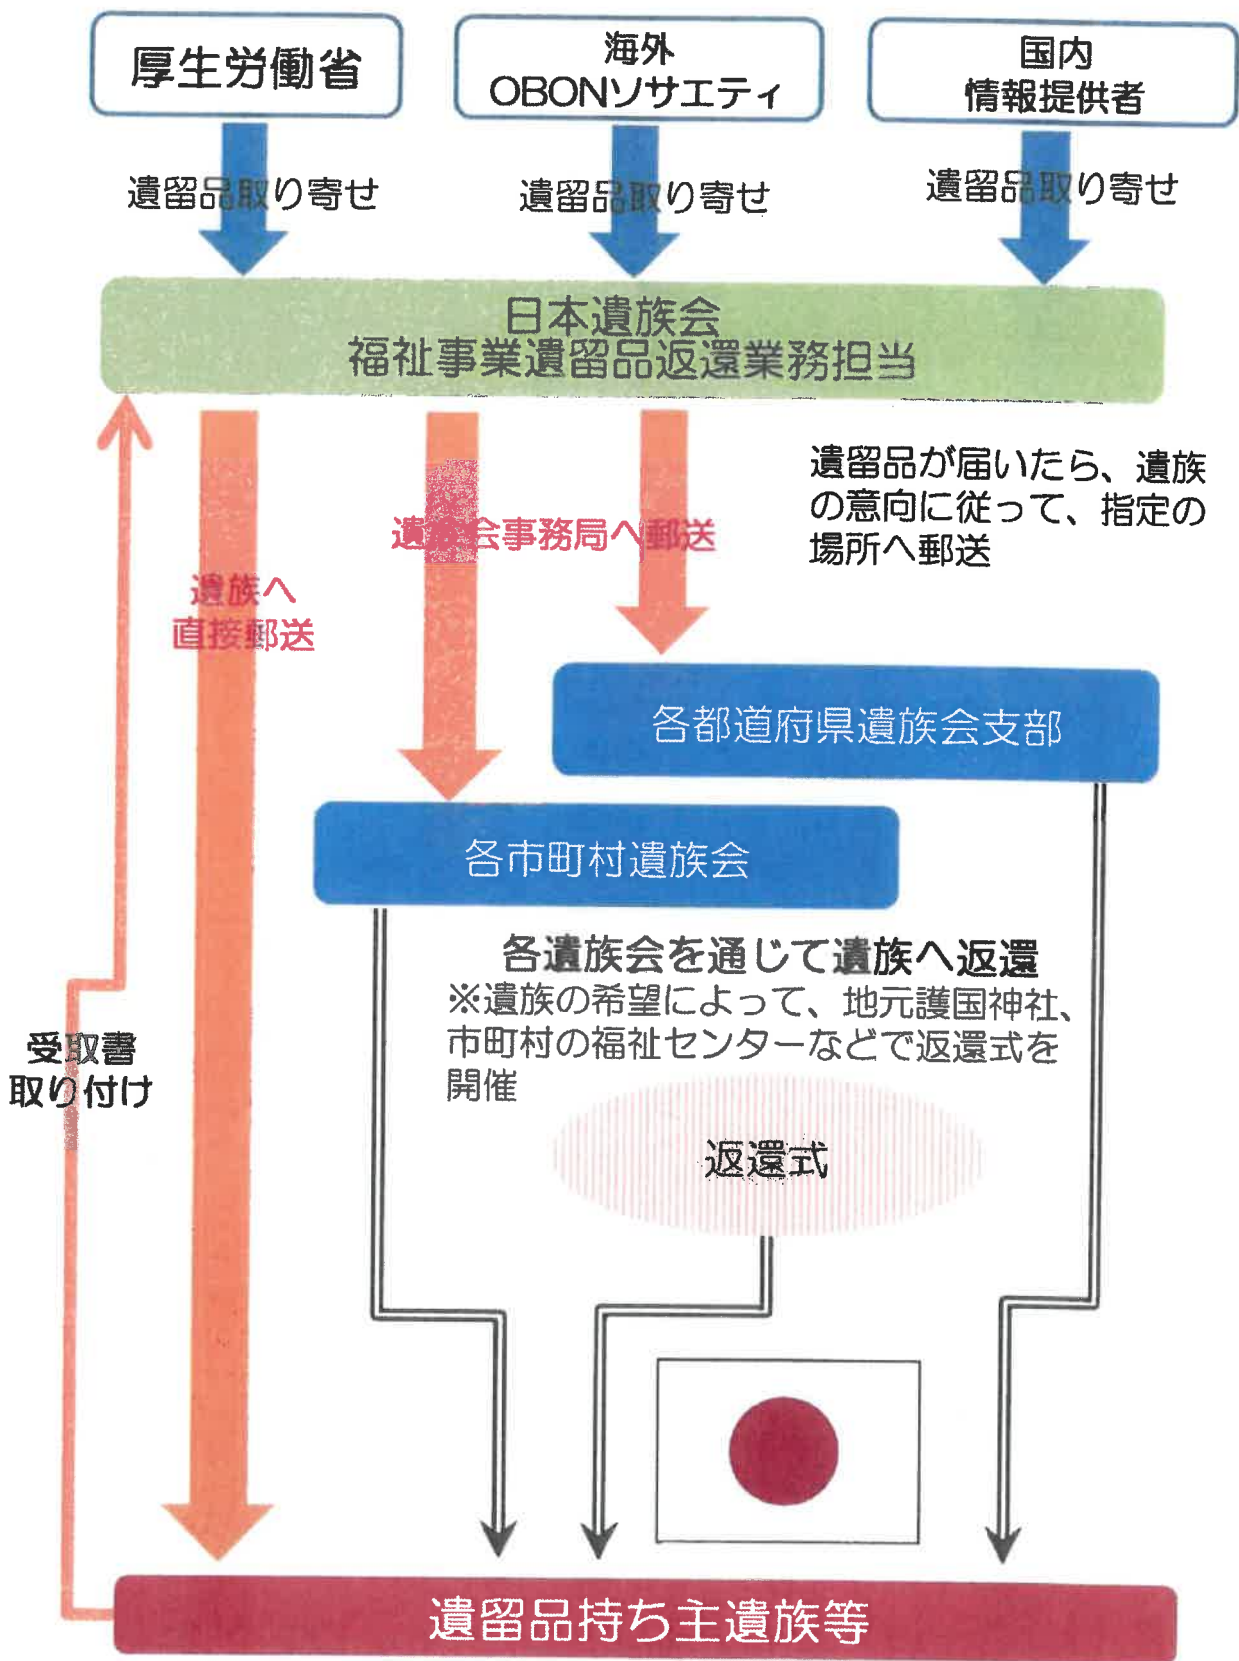 厚生労働省
海外
OBONソサエティ
国内
情報提供者
遺留品取り寄せ
遺留品取り寄せ
遺留品取り寄せ
日本遺族会
福祉事業遺留品返還業務担当
遺留品が届いたら、遺族
の意向に従って、指定の
場所へ郵送
遺族会事務局へ郵送
遺族へ
直接郵送
各都道府県遺族会支部
各市町村遺族会
各遺族会を通じて遺族へ返還
※遺族の希望によって、地元護国神社、
市町村の福祉センターなどで返還式を
開催
受取書
取り付け
返還式
遺留品持ち主遺族等